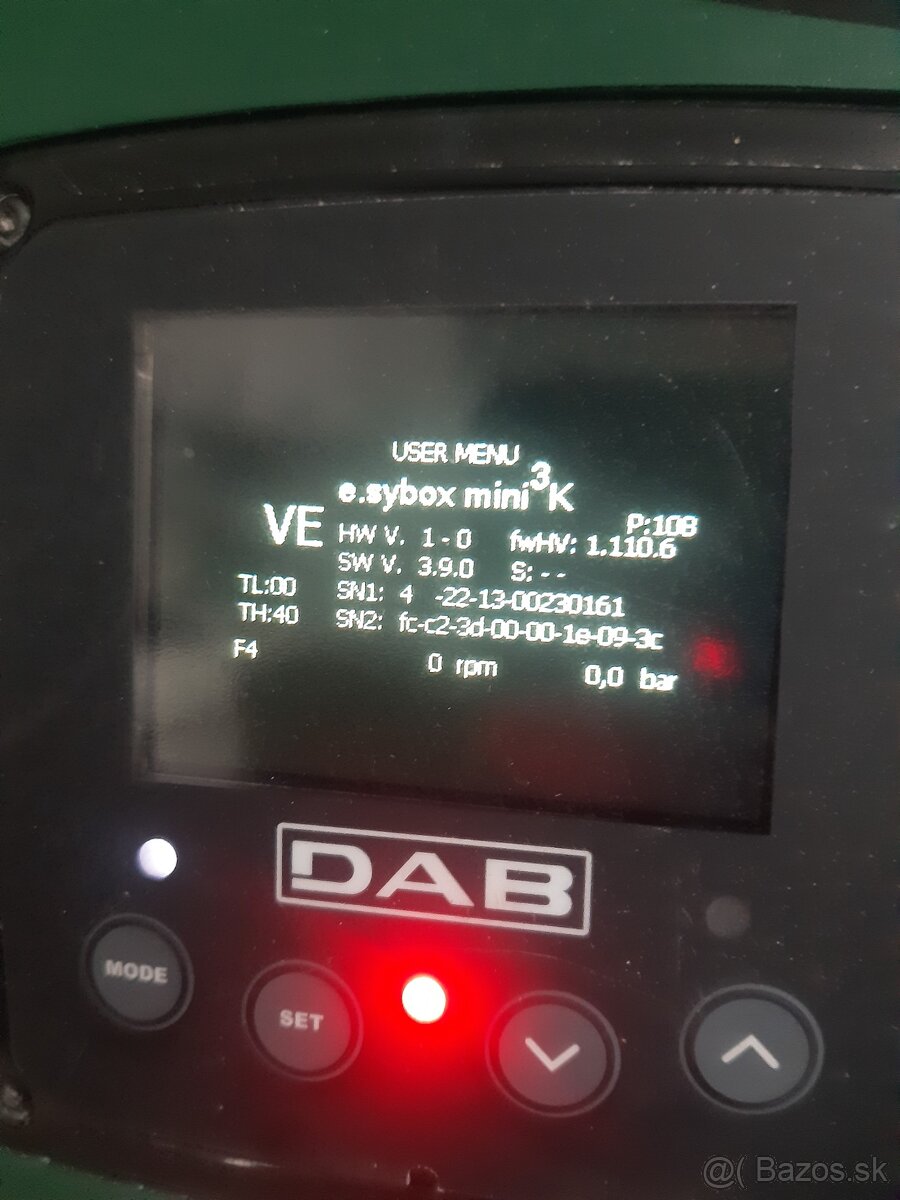 USER MENU
e.sybox mini³K
P:108
VE HW V. 1-0 fwHV: 1.110.6
SW V. 3.9.0 S: --
TL:00 SN1: 4 -22-13-00230161
TH:40 SN2: fc-c2-3d-00-00-1e-09-3c
F4 0 rpm 0,0 bar
DAB
MODE
SET
@( Bazos.sk